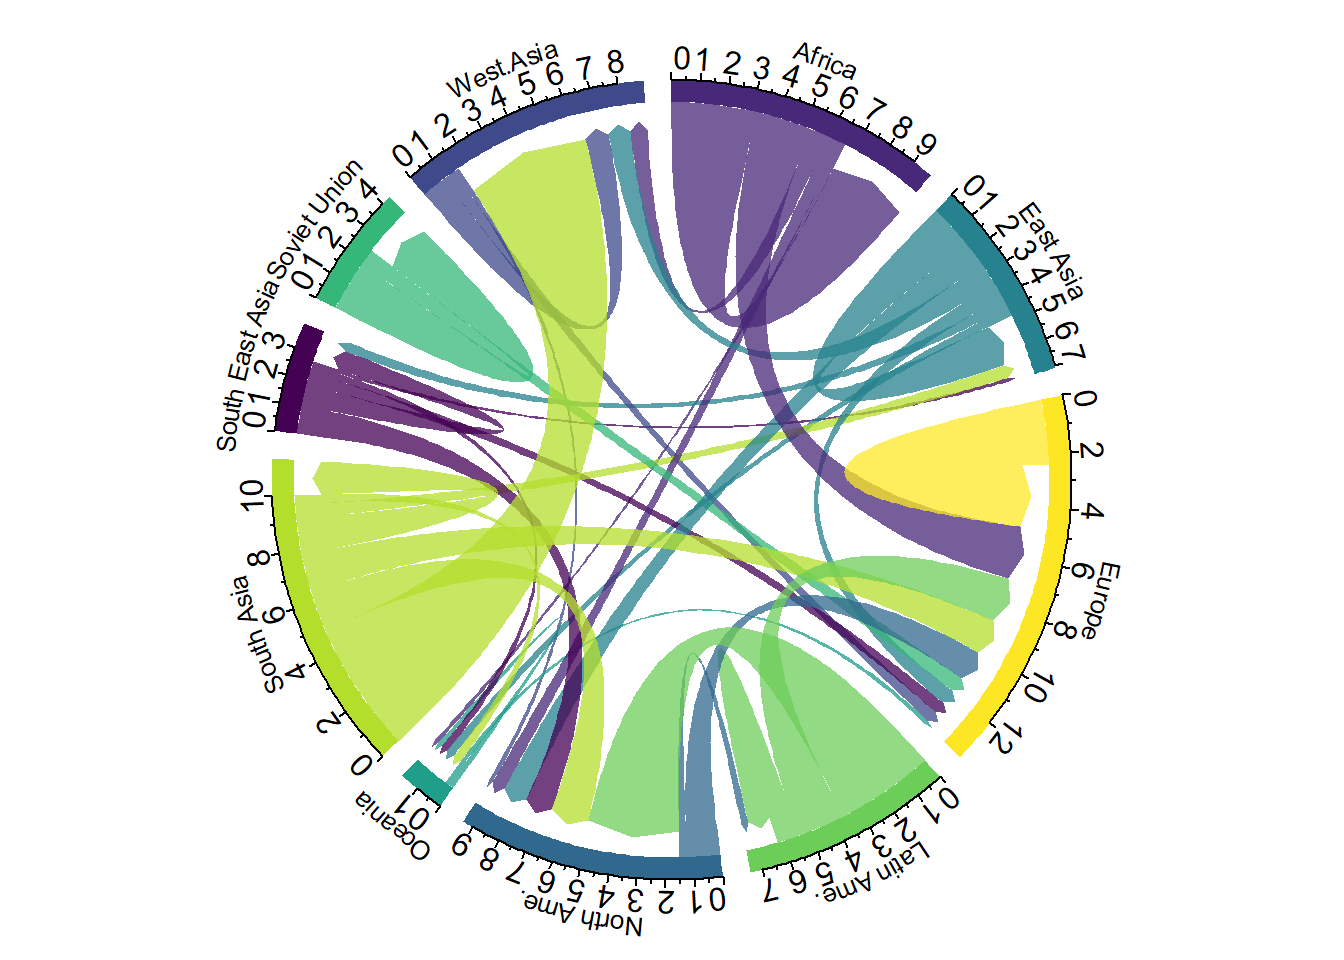 Africa
0 1 2 3 4 5 6 7 8 9
East Asia
0 1 2 3 4 5 6 7
Europe
0 2 4 6 8 10 12
Latin Ame.
0 1 2 3 4 5 6 7
North Ame.
0 1 2 3 4 5 6 7 8 9
Oceania
0 1
South Asia
0 2 4 6 8 10
South East Asia
0 1 2 3
Soviet Union
0 1 2 3 4
West.Asia
0 1 2 3 4 5 6 7 8